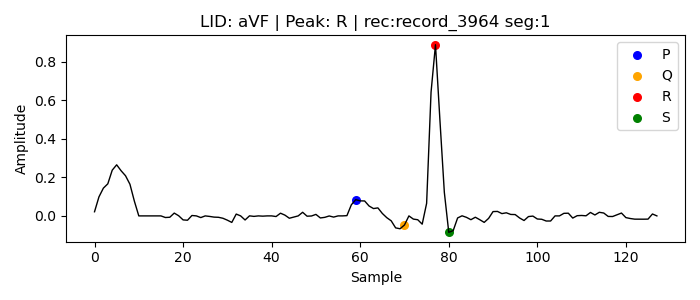 LID: aVF | Peak: R | rec:record_3964 seg:1
Amplitude
0.8
0.6
0.4
0.2
0.0
P
Q
R
S
0 20 40 60 80 100 120
Sample